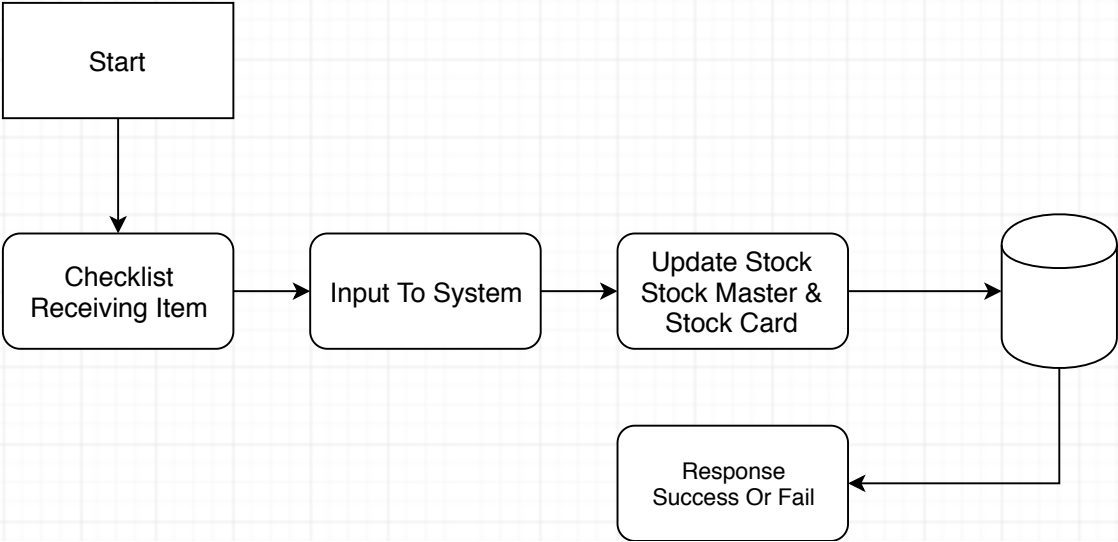 Start
Checklist
Receiving Item
Input To System
Update Stock
Stock Master &
Stock Card
Response
Success Or Fail